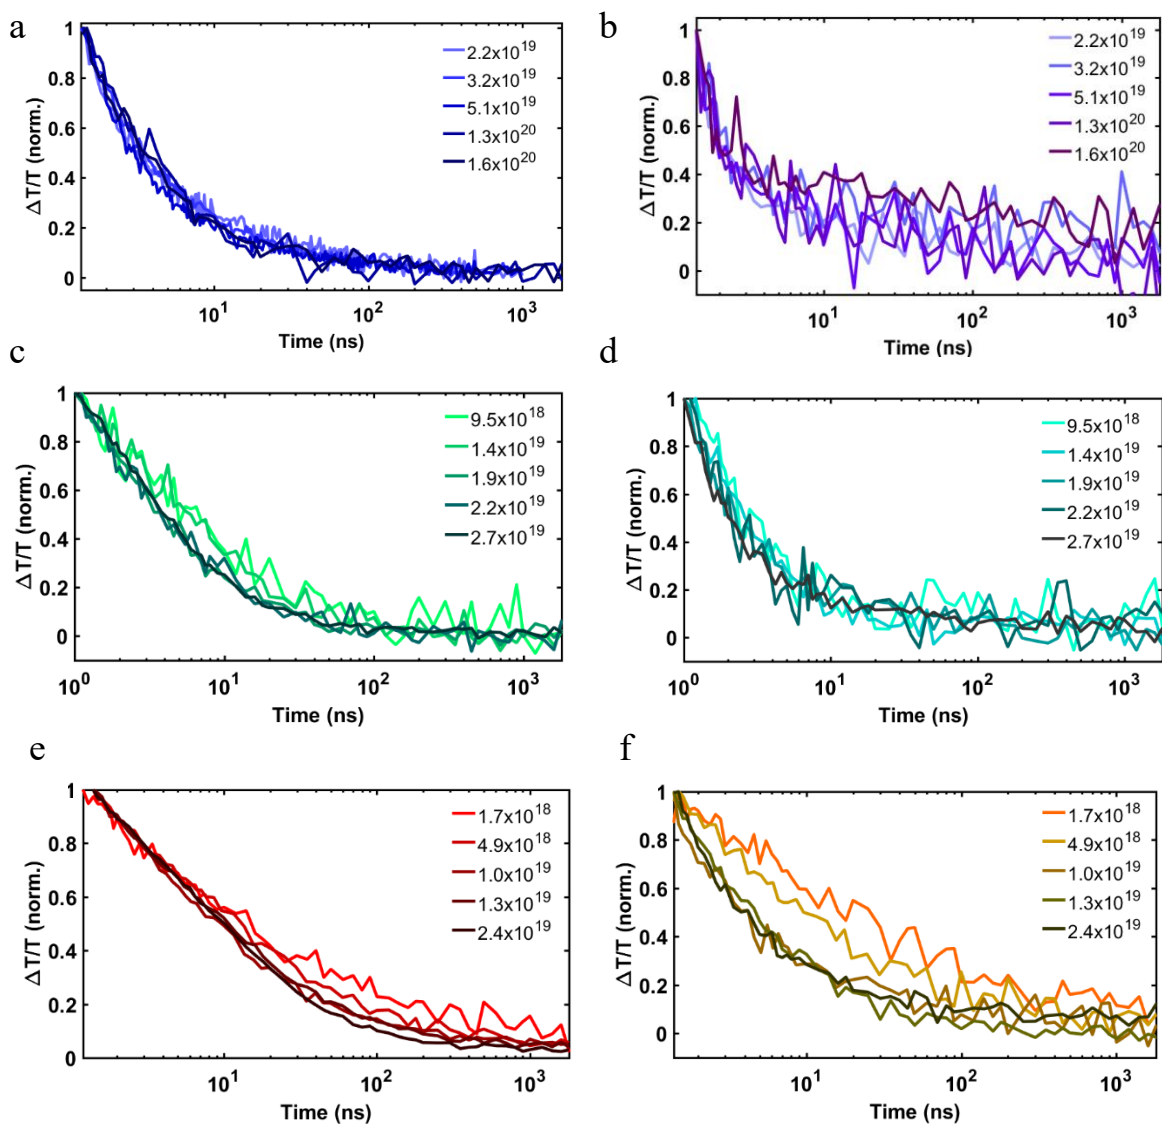 a
1
0.8
0.6
0.4
0.2
0
ΔT/T (norm.)
2.2x10^19
3.2x10^19
5.1x10^19
1.3x10^20
1.6x10^20
10^1
10^2
10^3
Time (ns)
b
1
0.8
0.6
0.4
0.2
0
ΔT/T (norm.)
2.2x10^19
3.2x10^19
5.1x10^19
1.3x10^20
1.6x10^20
10^1
10^2
10^3
Time (ns)
c
1
0.8
0.6
0.4
0.2
0
ΔT/T (norm.)
9.5x10^18
1.4x10^19
1.9x10^19
2.2x10^19
2.7x10^19
10^0
10^1
10^2
10^3
Time (ns)
d
1
0.8
0.6
0.4
0.2
0
ΔT/T (norm.)
9.5x10^18
1.4x10^19
1.9x10^19
2.2x10^19
2.7x10^19
10^0
10^1
10^2
10^3
Time (ns)
e
1
0.8
0.6
0.4
0.2
0
ΔT/T (norm.)
1.7x10^18
4.9x10^18
1.0x10^19
1.3x10^19
2.4x10^19
10^1
10^2
10^3
Time (ns)
f
1
0.8
0.6
0.4
0.2
0
ΔT/T (norm.)
1.7x10^18
4.9x10^18
1.0x10^19
1.3x10^19
2.4x10^19
10^1
10^2
10^3
Time (ns)